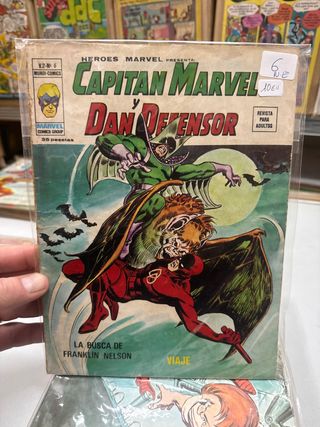 V.2-Nº 6
MUNDI-COMICS
MARVEL
COMICS GROUP
35 pesetas
HEROES MARVEL PRESENTA:
CAPITAN MARVEL
y
DAN DEFENSOR
REVISTA
PARA
ADULTOS
6
LA BUSCA DE
FRANKLIN NELSON
VIAJE